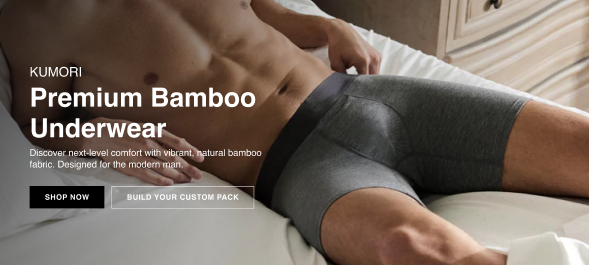 KUMORI
Premium Bamboo
Underwear
Discover next-level comfort with vibrant, natural bamboo
fabric. Designed for the modern man.
SHOP NOW
BUILD YOUR CUSTOM PACK